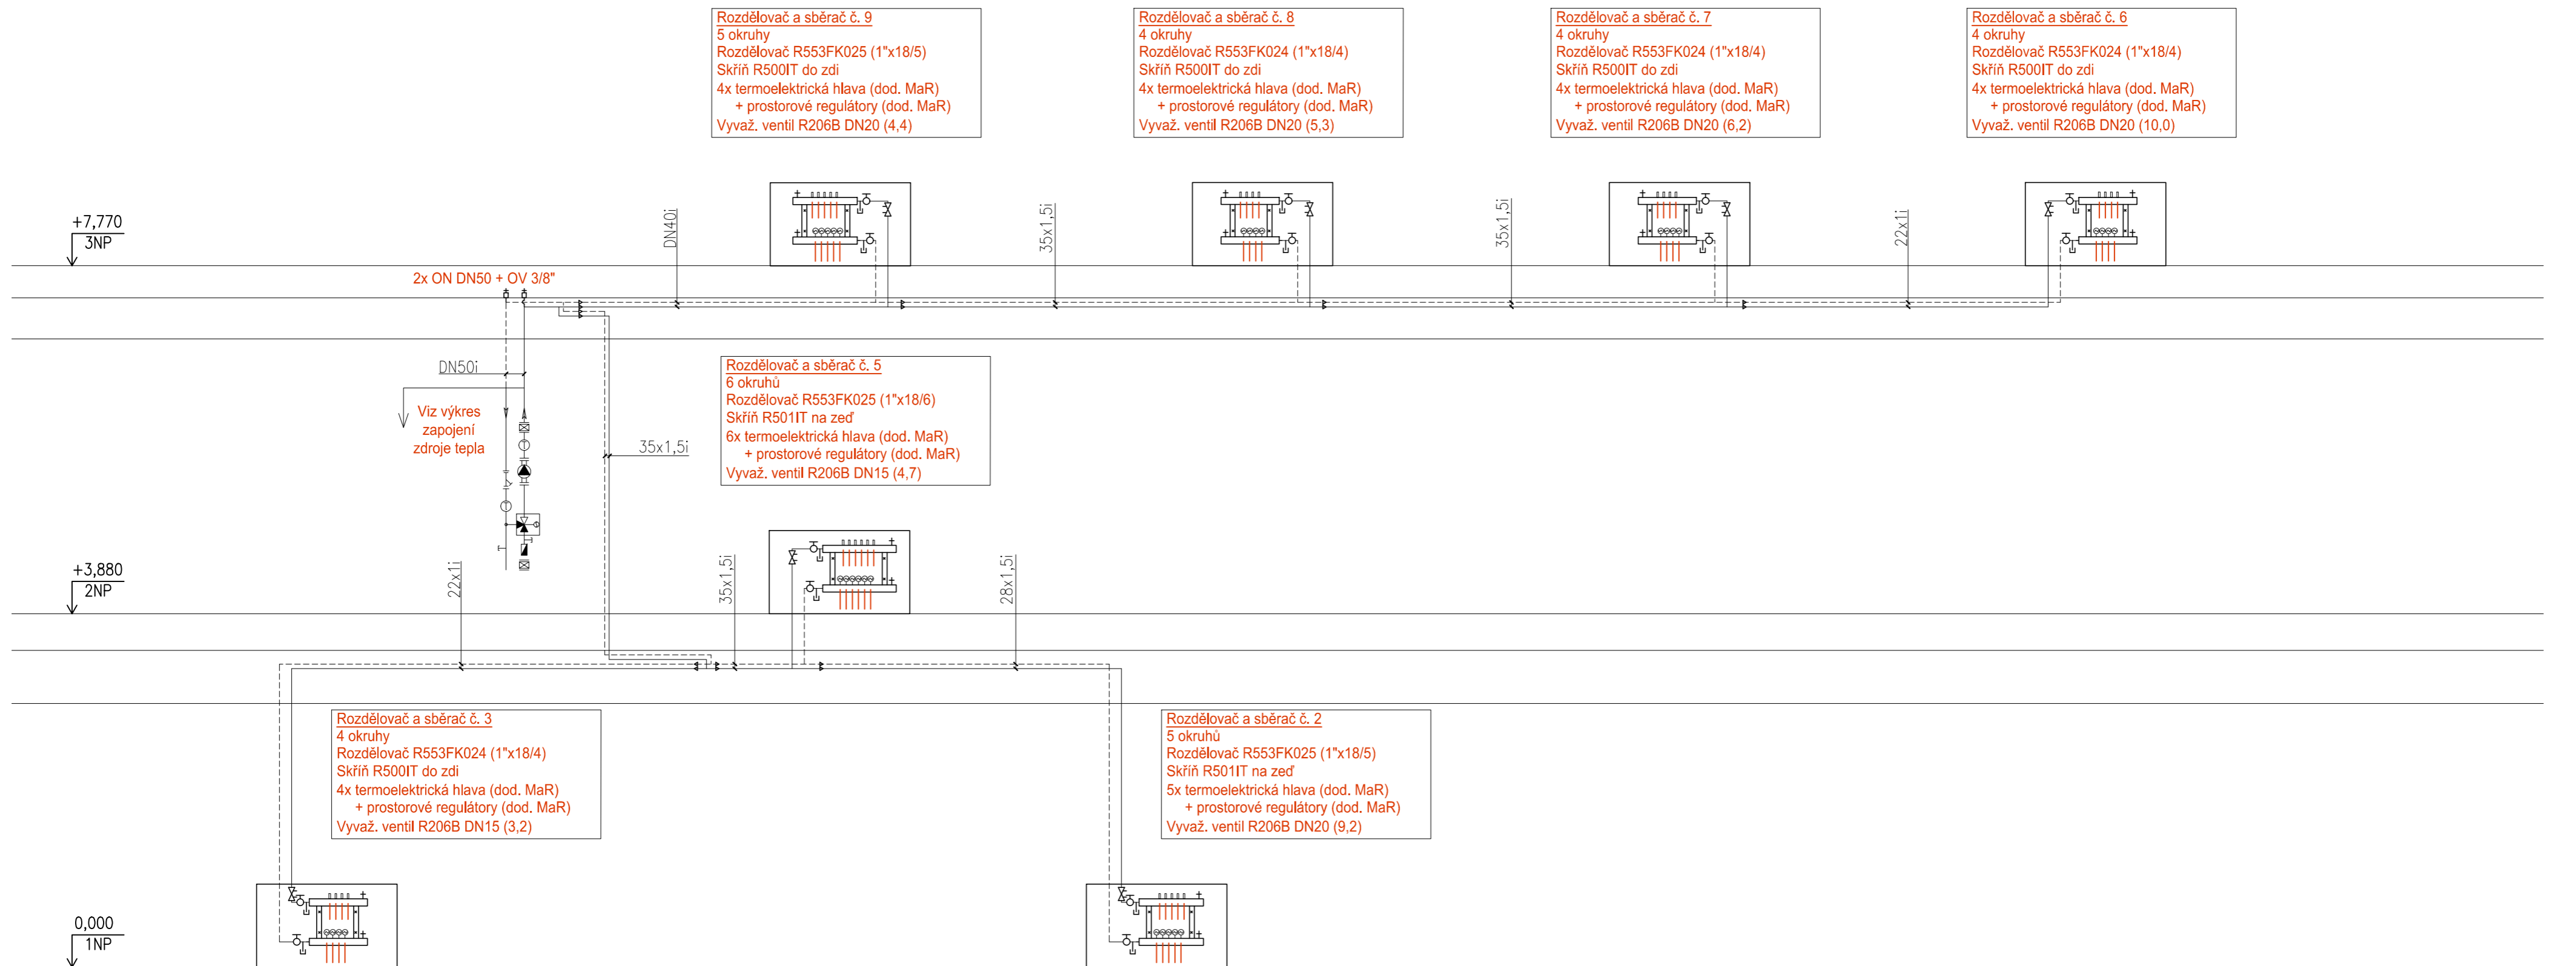 Rozdělovač a sběrač č. 9
5 okruhy
Rozdělovač R553FK025 (1"x18/5)
Skříň R500IT do zdi
4x termoelektrická hlava (dod. MaR)
+ prostorové regulátory (dod. MaR)
Vyvaž. ventil R206B DN20 (4,4)
Rozdělovač a sběrač č. 8
4 okruhy
Rozdělovač R553FK024 (1"x18/4)
Skříň R500IT do zdi
4x termoelektrická hlava (dod. MaR)
+ prostorové regulátory (dod. MaR)
Vyvaž. ventil R206B DN20 (5,3)
Rozdělovač a sběrač č. 7
4 okruhy
Rozdělovač R553FK024 (1"x18/4)
Skříň R500IT do zdi
4x termoelektrická hlava (dod. MaR)
+ prostorové regulátory (dod. MaR)
Vyvaž. ventil R206B DN20 (6,2)
Rozdělovač a sběrač č. 6
4 okruhy
Rozdělovač R553FK024 (1"x18/4)
Skříň R500IT do zdi
4x termoelektrická hlava (dod. MaR)
+ prostorové regulátory (dod. MaR)
Vyvaž. ventil R206B DN20 (10,0)
+7,770
3NP
DN40i
35x1,5i
35x1,5i
22x1i
2x ON DN50 + OV 3/8"
DN50i
Viz výkres
zapojení
zdroje tepla
35x1,5i
Rozdělovač a sběrač č. 5
6 okruhů
Rozdělovač R553FK025 (1"x18/6)
Skříň R501IT na zeď
6x termoelektrická hlava (dod. MaR)
+ prostorové regulátory (dod. MaR)
Vyvaž. ventil R206B DN15 (4,7)
+3,880
2NP
22x1i
35x1,5i
28x1,5i
Rozdělovač a sběrač č. 3
4 okruhy
Rozdělovač R553FK024 (1"x18/4)
Skříň R500IT do zdi
4x termoelektrická hlava (dod. MaR)
+ prostorové regulátory (dod. MaR)
Vyvaž. ventil R206B DN15 (3,2)
Rozdělovač a sběrač č. 2
5 okruhů
Rozdělovač R553FK025 (1"x18/5)
Skříň R501IT na zeď
5x termoelektrická hlava (dod. MaR)
+ prostorové regulátory (dod. MaR)
Vyvaž. ventil R206B DN20 (9,2)
0,000
1NP